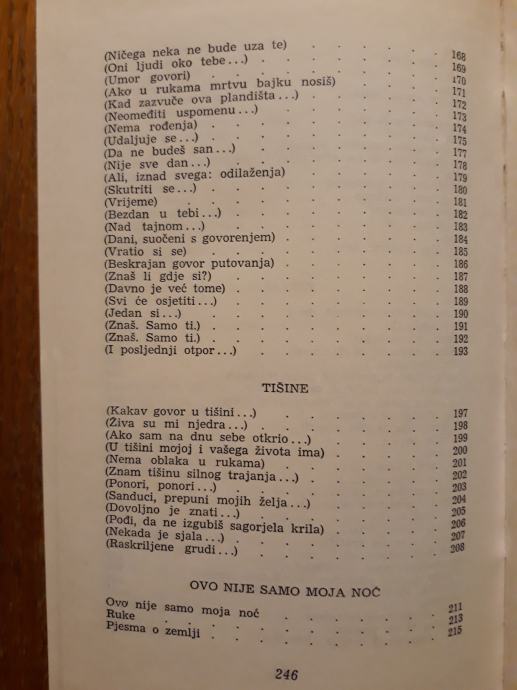 (Ničega neka ne bude uza te) . . . . . . 168
(Oni ljudi oko tebe...) . . . . . . 169
(Umor govori) . . . . . . . . 170
(Ako u rukama mrtvu bajku nosiš) . . . . 171
(Kad zazvuče ova plandišta...) . . . . . 172
(Neomeđiti uspomenu...) . . . . . . 173
(Nema rođenja) . . . . . . . . 174
(Udaljuje se...) . . . . . . . . 175
(Da ne budeš san...) . . . . . . . 177
(Nije sve dan...) . . . . . . . . 178
(Ali, iznad svega: odilaženja) . . . . . 179
(Skutriti se...) . . . . . . . . 180
(Vrijeme) . . . . . . . . . 181
(Bezdan u tebi...) . . . . . . . 182
(Nad tajnom...) . . . . . . . . 183
(Dani, suočeni s govorenjem) . . . . . . 184
(Vratio si se) . . . . . . . . 185
(Beskrajan govor putovanja) . . . . . . 186
(Znaš li gdje si?) . . . . . . . 187
(Davno je već tome) . . . . . . . 188
(Svi će osjetiti...) . . . . . . . 189
(Jedan si...) . . . . . . . . 190
(Znaš. Samo ti.) . . . . . . . . 191
(Znaš. Samo ti.) . . . . . . . . 192
(I posljednji otpor...) . . . . . . . 193
TIŠINE
(Kakav govor u tišini...) . . . . . . 197
(Živa su mi njedra...) . . . . . . . 198
(Ako sam na dnu sebe otkrio...) . . . . . 199
(U tišini mojoj i vašega života ima) . . . . 200
(Nema oblaka u rukama) . . . . . . 201
(Znam tišinu silnog trajanja...) . . . . . 202
(Ponori, ponori...) . . . . . . . 203
(Sanduci, prepuni mojih želja...) . . . . . 204
(Dovoljno je znati...) . . . . . . . 205
(Pođi, da ne izgubiš sagorjela krila) . . . . 206
(Nekada je sjala...) . . . . . . . 207
(Raskriljene grudi...) . . . . . . . 208
OVO NIJE SAMO MOJA NOĆ
Ovo nije samo moja noć . . . . . . 211
Ruke . . . . . . . . . . 213
Pjesma o zemlji . . . . . . . . 215
246